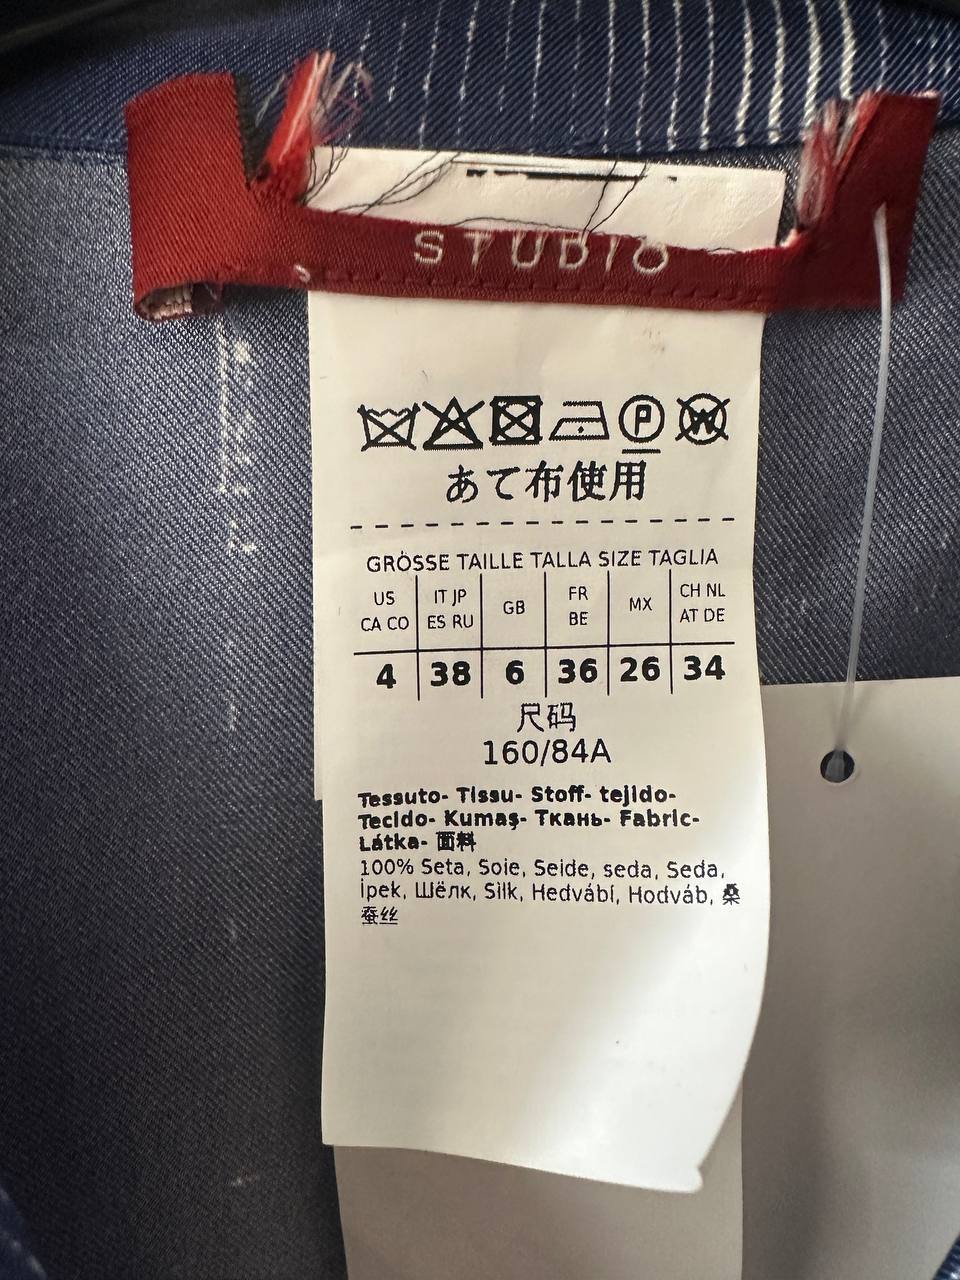 STUDIO
P W
あて布使用
GRÖSSE TAILLE TALLA SIZE TAGLIA
US CA CO IT JP ES RU GB FR BE MX CH NL AT DE
4 38 6 36 26 34
尺码
160/84A
Tessuto- Tissu- Stoff- tejido-
Tecido- Kumaş- Ткань- Fabric-
Látka- 面料
100% Seta, Soie, Seide, seda, Seda,
İpek, Шёлк, Silk, Hedvábí, Hodváb, 桑
蚕丝